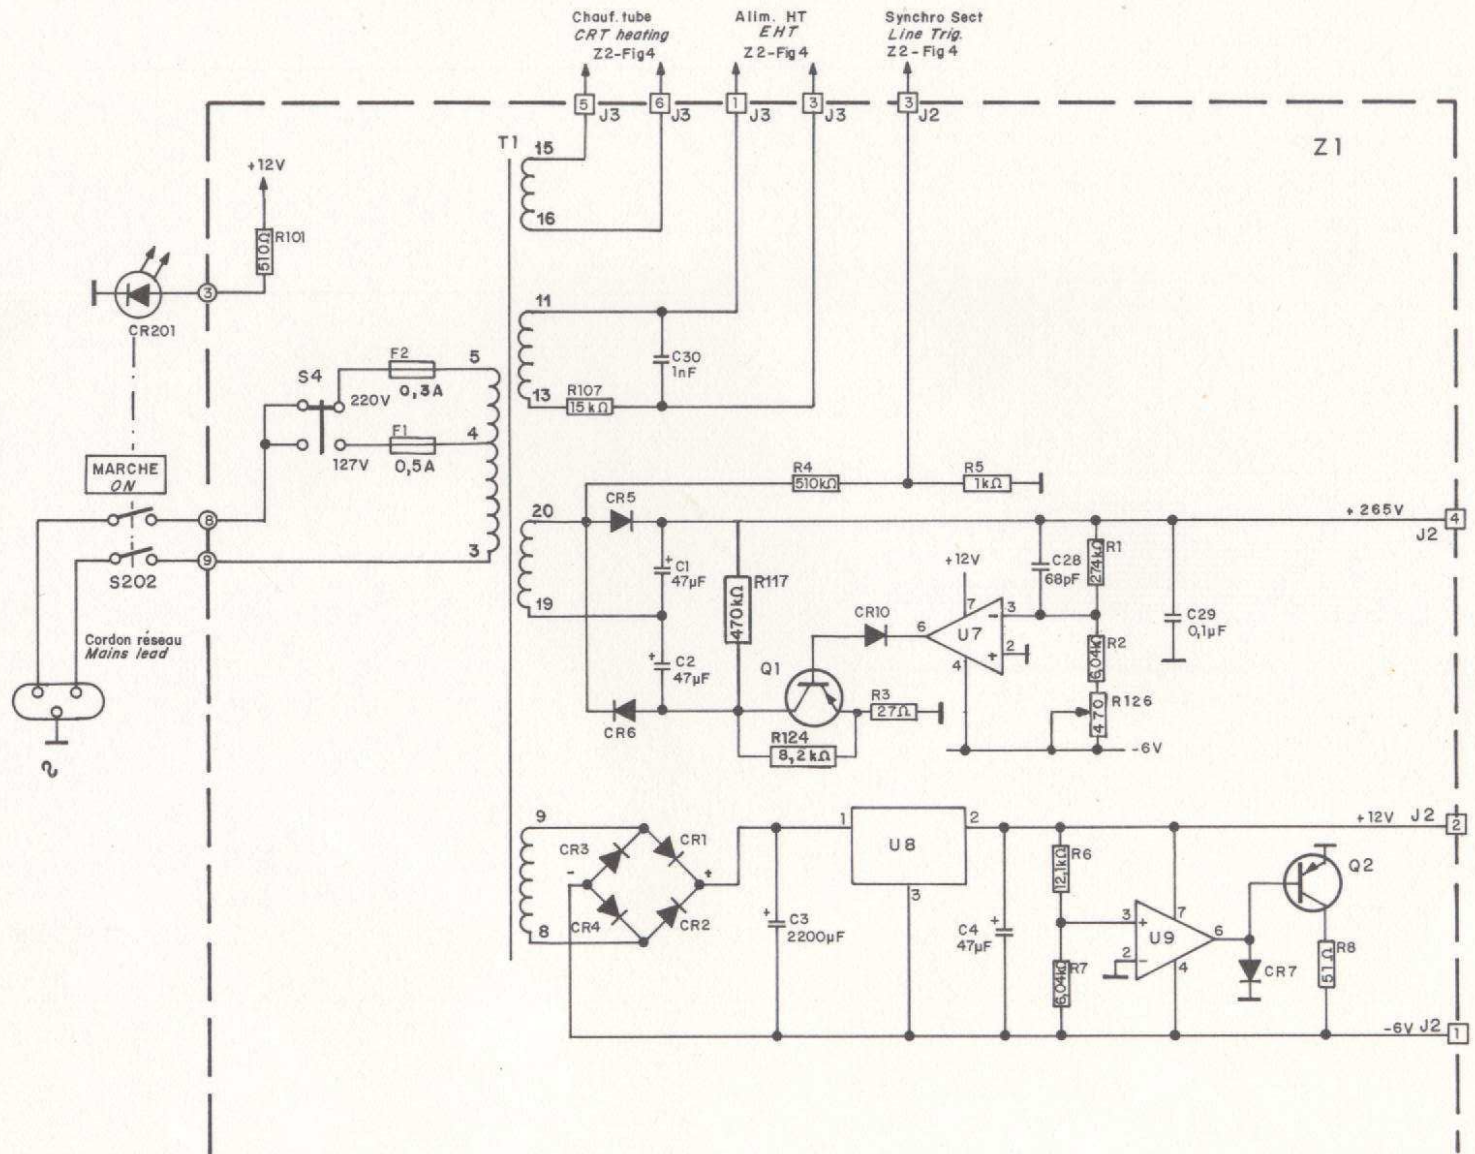 Chauf. tube
CRT heating
Z2-Fig4
Alim. HT
EHT
Z2-Fig4
Synchro Sect
Line Trig.
Z2-Fig4
5
J3
6
J3
1
J3
3
J3
3
J2
Z1
T1
15
16
+12V
R101
510Ω
3
CR201
11
13
C30
1nF
R107
15kΩ
S4
F2
0,3A
220V
F1
0,5A
127V
5
4
3
MARCHE
ON
8
9
S202
Cordon réseau
Mains lead
R4
510kΩ
R5
1kΩ
20
19
CR5
C1
47µF
+
C2
47µF
+
CR6
R117
470kΩ
+265V
4
J2
C28
68pF
R1
274kΩ
+12V
7
3
-
U7
+
2
6
4
CR10
R2
6,04kΩ
C29
0,1µF
Q1
R3
27Ω
R126
470
R124
8,2kΩ
-6V
9
8
CR3
CR1
-
+
CR4
CR2
+
C3
2200µF
1
U8
2
3
+
C4
47µF
+12V
J2
2
R6
12,1kΩ
R7
6,04kΩ
3
+
U9
2
-
7
6
4
CR7
Q2
R8
51Ω
-6V
J2
1